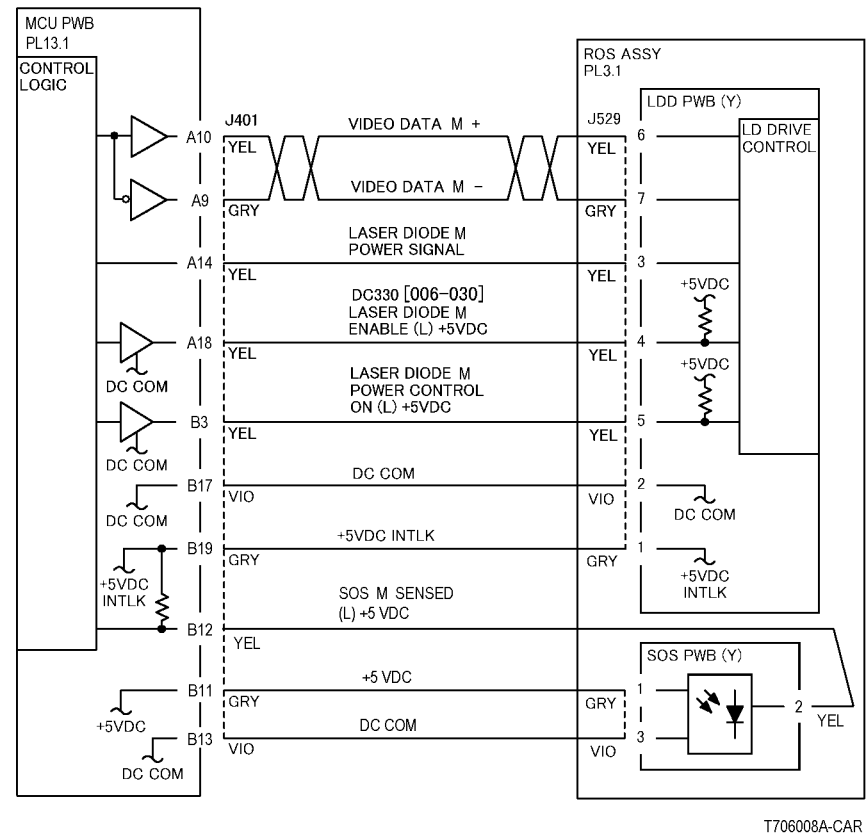 MCU PWB
PL13.1
CONTROL
LOGIC
A10
A9
A14
A18
DC COM
B3
DC COM
B17
DC COM
B19
+5VDC
INTLK
B12
B11
+5VDC
B13
DC COM
J401
YEL
GRY
YEL
YEL
YEL
VIO
GRY
YEL
GRY
VIO
VIDEO DATA M +
VIDEO DATA M −
LASER DIODE M
POWER SIGNAL
DC330 [006-030]
LASER DIODE M
ENABLE (L) +5VDC
LASER DIODE M
POWER CONTROL
ON (L) +5VDC
DC COM
+5VDC INTLK
SOS M SENSED
(L) +5 VDC
+5 VDC
DC COM
ROS ASSY
PL3.1
J529
YEL
GRY
YEL
YEL
YEL
VIO
GRY
GRY
VIO
LDD PWB (Y)
LD DRIVE
CONTROL
6
7
3
+5VDC
4
+5VDC
5
2
DC COM
1
+5VDC
INTLK
SOS PWB (Y)
1
3
2
YEL
T706008A-CAR